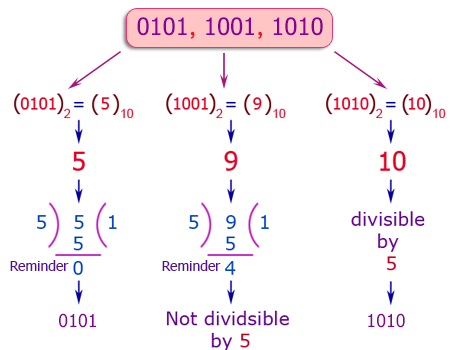 0101, 1001, 1010
(0101)2 = (5)10
(1001)2 = (9)10
(1010)2 = (10)10
5
9
10
5 ) 5 ( 1
5
Reminder 0
0101
5 ) 9 ( 1
5
Reminder 4
Not dividsible
by 5
divisible
by
5
1010